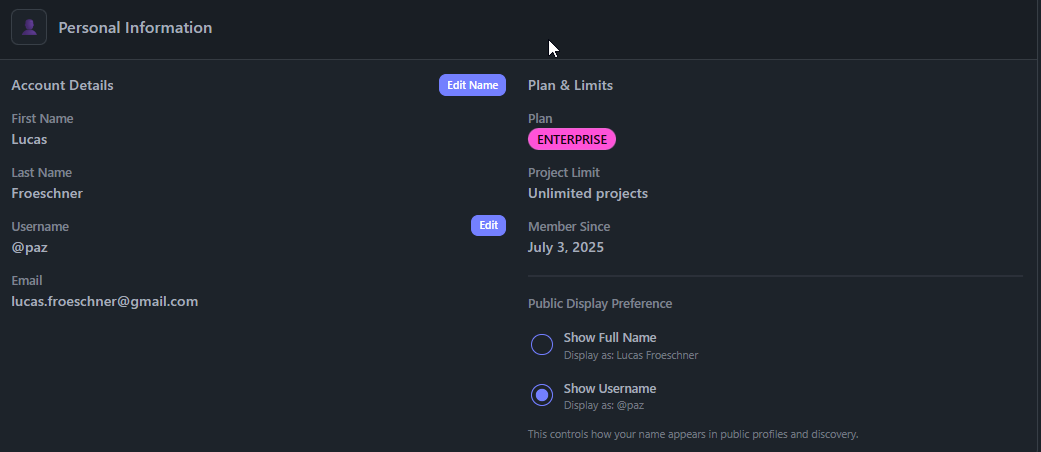 Personal Information
Account Details
Edit Name
First Name
Lucas
Last Name
Froeschner
Username
Edit
@paz
Email
lucas.froeschner@gmail.com
Plan & Limits
Plan
ENTERPRISE
Project Limit
Unlimited projects
Member Since
July 3, 2025
Public Display Preference
Show Full Name
Display as: Lucas Froeschner
Show Username
Display as: @paz
This controls how your name appears in public profiles and discovery.